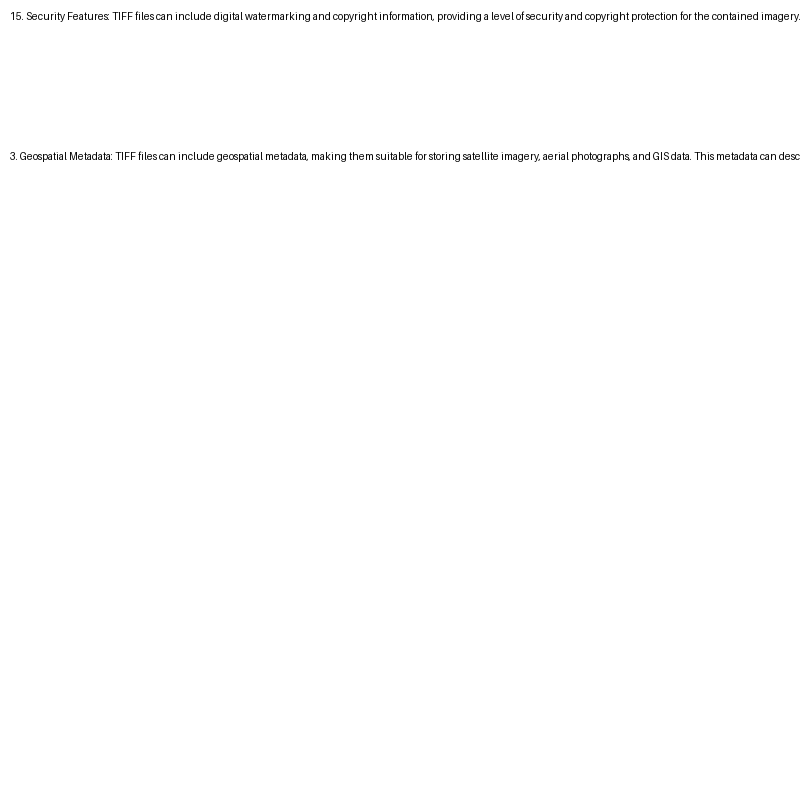 15. Security Features: TIFF files can include digital watermarking and copyright information, providing a level of security and copyright protection for the contained imagery.
3. Geospatial Metadata: TIFF files can include geospatial metadata, making them suitable for storing satellite imagery, aerial photographs, and GIS data. This metadata can desc